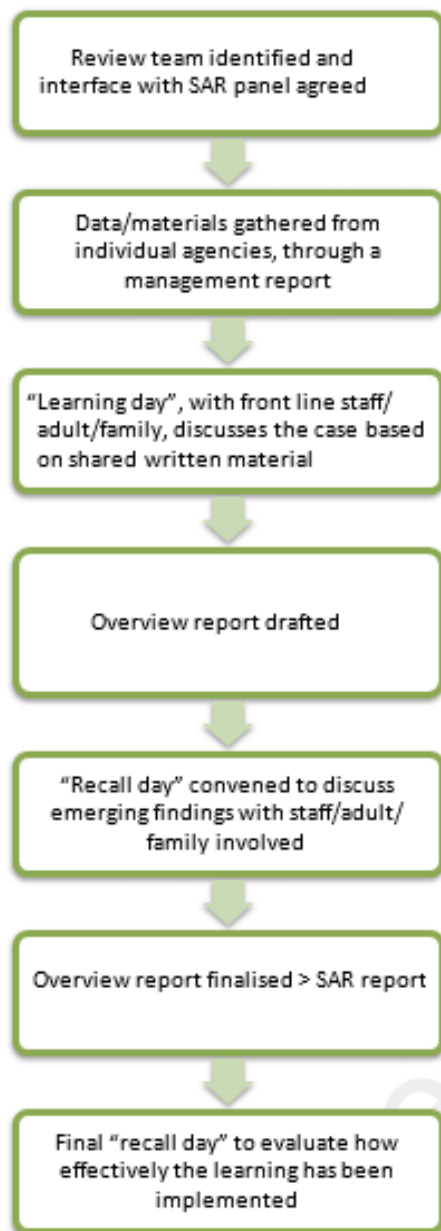 Review team identified and
interface with SAR panel agreed
Data/materials gathered from
individual agencies, through a
management report
“Learning day”, with front line staff/
adult/family, discusses the case based
on shared written material
Overview report drafted
“Recall day” convened to discuss
emerging findings with staff/adult/
family involved
Overview report finalised > SAR report
Final “recall day” to evaluate how
effectively the learning has been
implemented